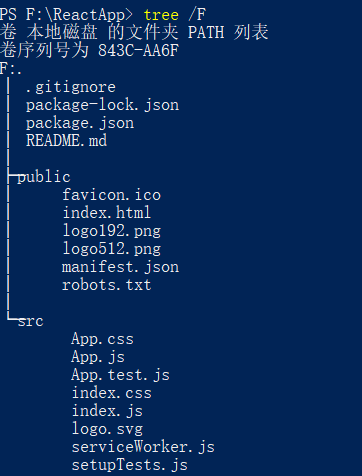 PS F:\ReactApp> tree /F
卷 本地磁盘 的文件夹 PATH 列表
卷序列号为 843C-AA6F
F:.
│  .gitignore
│  package-lock.json
│  package.json
│  README.md
│
├─public
│      favicon.ico
│      index.html
│      logo192.png
│      logo512.png
│      manifest.json
│      robots.txt
│
└─src
        App.css
        App.js
        App.test.js
        index.css
        index.js
        logo.svg
        serviceWorker.js
        setupTests.js